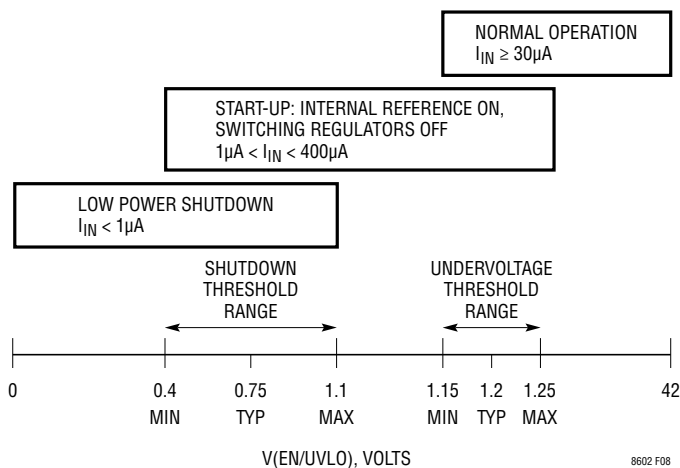 NORMAL OPERATION
I_IN ≥ 30µA
START-UP: INTERNAL REFERENCE ON,
SWITCHING REGULATORS OFF
1µA < I_IN < 400µA
LOW POWER SHUTDOWN
I_IN < 1µA
SHUTDOWN
THRESHOLD
RANGE
UNDERVOLTAGE
THRESHOLD
RANGE
0 0.4 0.75 1.1 1.15 1.2 1.25 42
MIN TYP MAX MIN TYP MAX
V(EN/UVLO), VOLTS
8602 F08